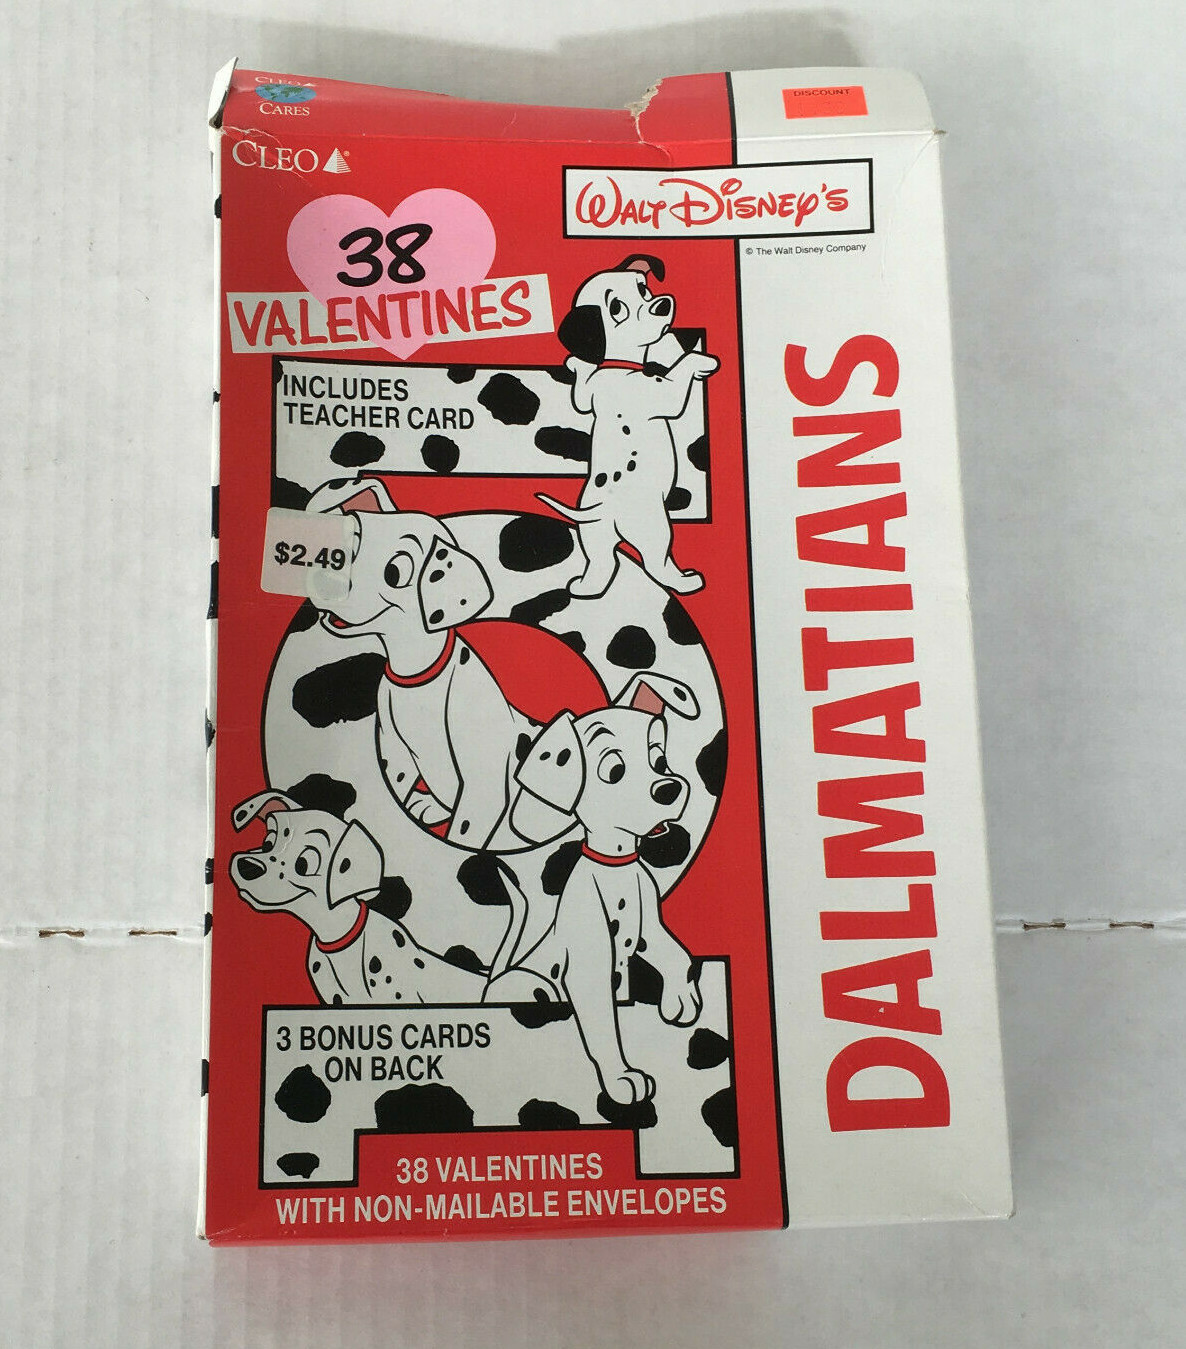 CLEO
CARES
DISCOUNT
CLEO
WALT DISNEY'S
© The Walt Disney Company
38
VALENTINES
INCLUDES
TEACHER CARD
$2.49
101
DALMATIANS
3 BONUS CARDS
ON BACK
38 VALENTINES
WITH NON-MAILABLE ENVELOPES